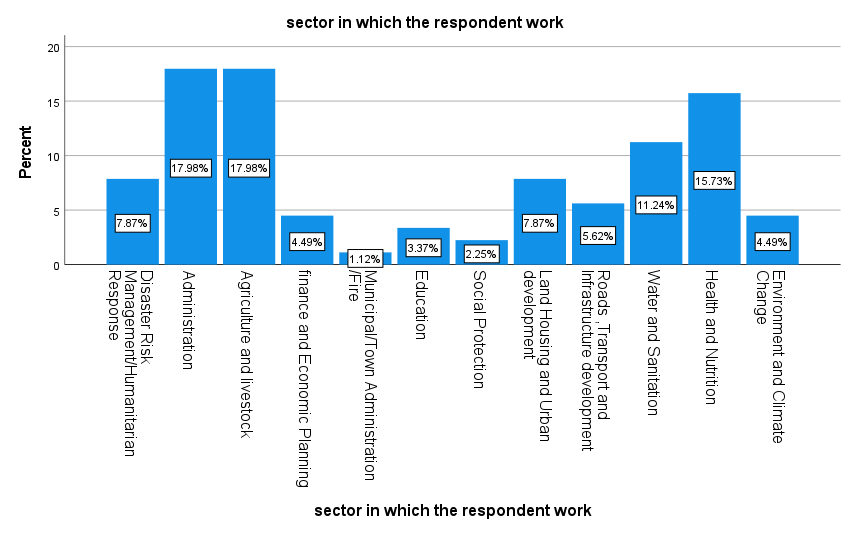 sector in which the respondent work
Percent
20
15
10
5
0
7.87%
17.98%
17.98%
4.49%
1.12%
3.37%
2.25%
7.87%
5.62%
11.24%
15.73%
4.49%
Disaster Risk
Management/Humanitarian
Response
Administration
Agriculture and livestock
finance and Economic Planning
Municipal/Town Administration
/Fire
Education
Social Protection
Land Housing and Urban
development
Roads ,Transport and
Infrastructure development
Water and Sanitation
Health and Nutrition
Environment and Climate
Change
sector in which the respondent work